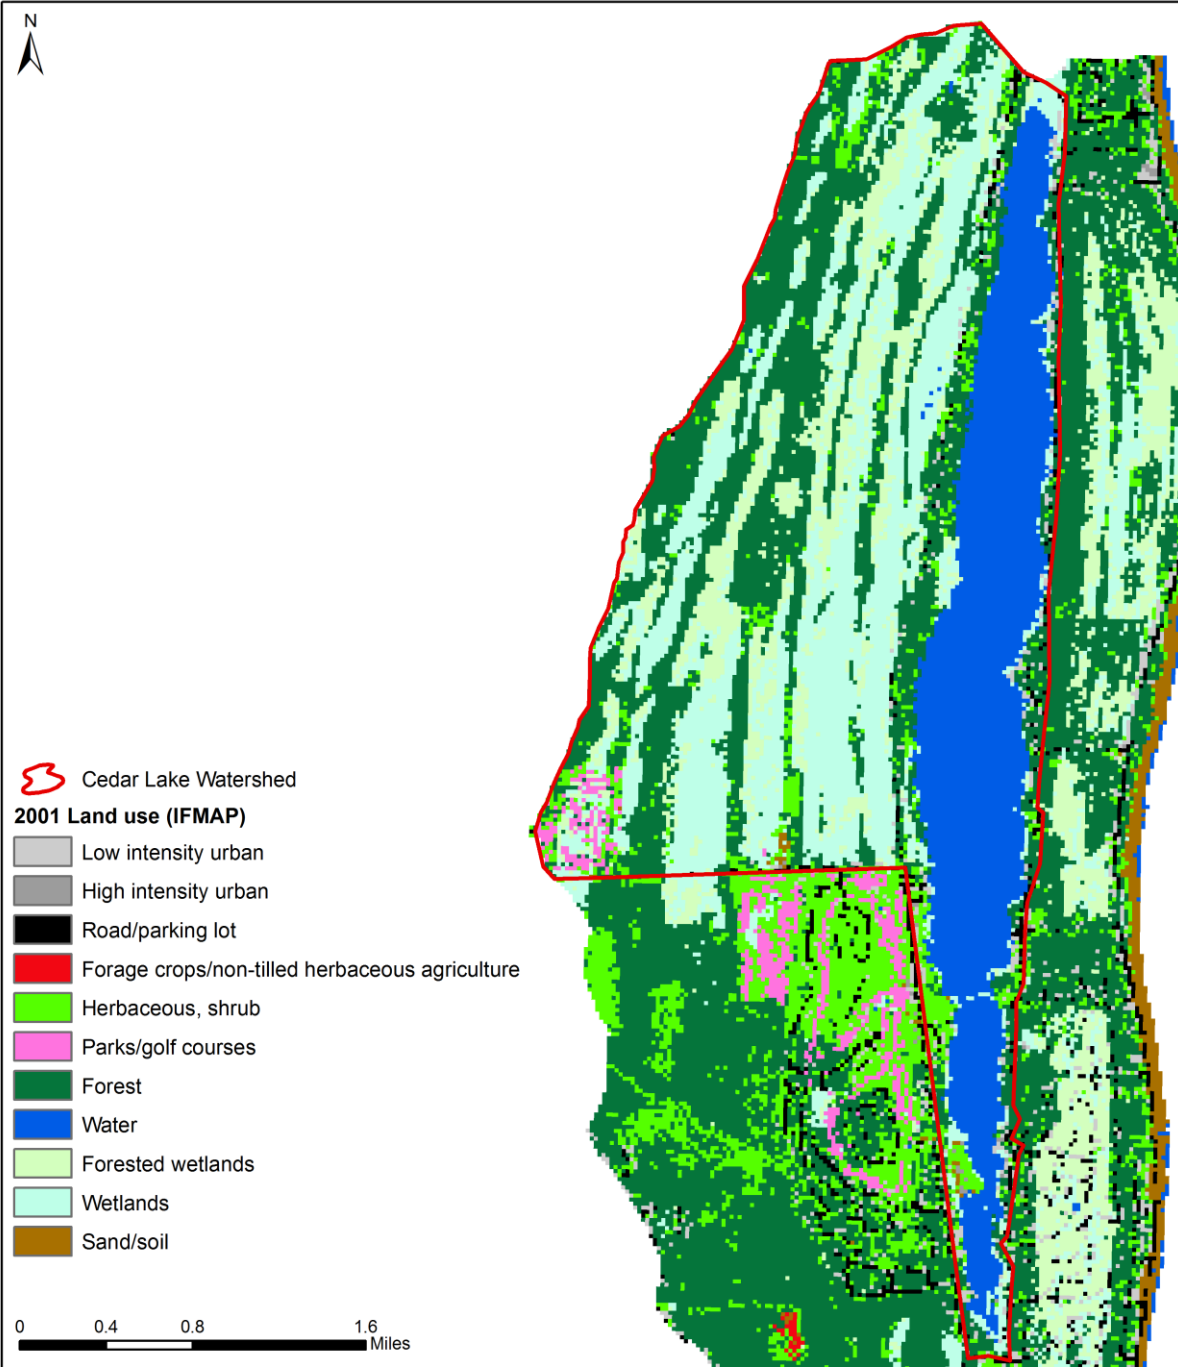 N
Cedar Lake Watershed
2001 Land use (IFMAP)
Low intensity urban
High intensity urban
Road/parking lot
Forage crops/non-tilled herbaceous agriculture
Herbaceous, shrub
Parks/golf courses
Forest
Water
Forested wetlands
Wetlands
Sand/soil
0 0.4 0.8 1.6
Miles